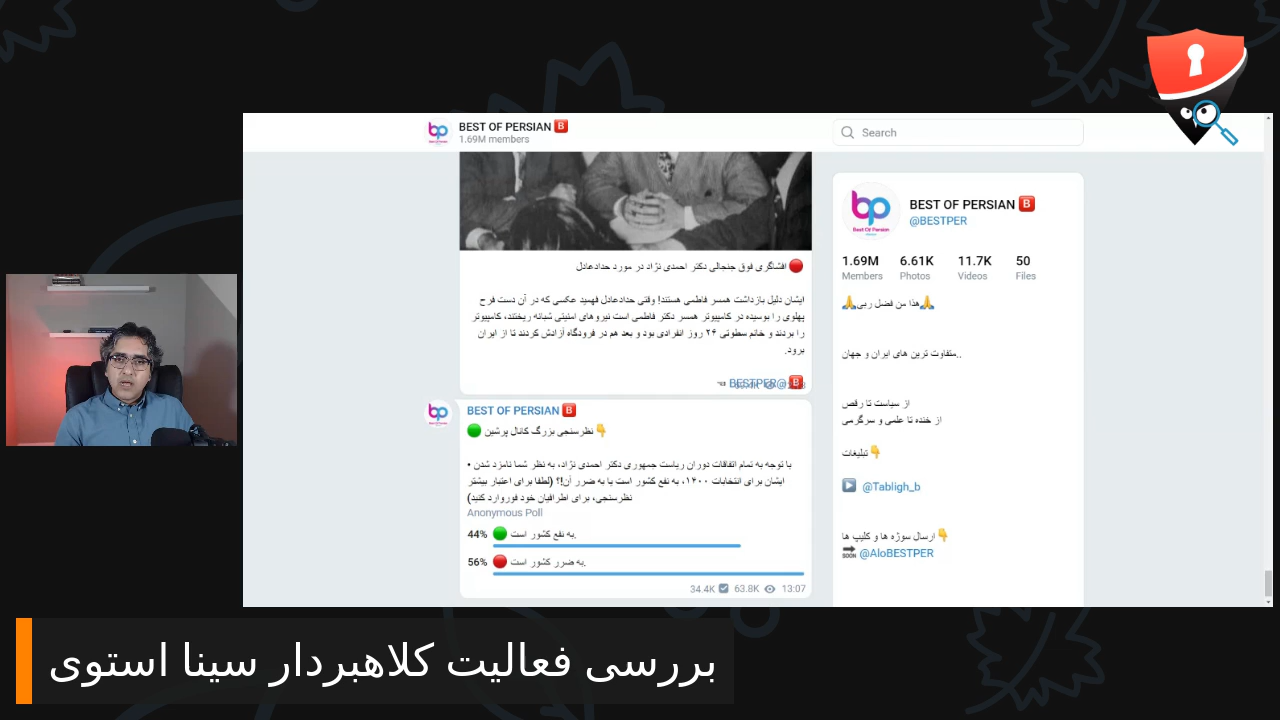 BEST OF PERSIAN B
1.69M members
Search
🔴 افشاگری فوق جنجالی دکتر احمدی نژاد در مورد حدادعادل
ایشان دلیل بازداشت همسر فاطمی هستند! وقتی حدادعادل فهمید عکسی که در آن دست فرح
پهلوی را بوسیده در کامپیوتر همسر دکتر فاطمی است نیروهای امنیتی شبانه ریختند، کامپیوتر
را بردند و خانم سطوتی ۲۴ روز انفرادی بود و بعد هم در فرودگاه آزادش کردند تا از ایران
برود.
BESTPER@
BEST OF PERSIAN B
🟢 نظرسنجی بزرگ کانال پرشین 👇
• با توجه به تمام اتفاقات دوران ریاست جمهوری دکتر احمدی نژاد، به نظر شما نامزد شدن
ایشان برای انتخابات ۱۴۰۰، به نفع کشور است یا به ضرر آن!؟ (لطفا برای اعتبار بیشتر
نظرسنجی، برای اطرافیان خود فوروارد کنید)
Anonymous Poll
44% 🟢 به نفع کشور است.
56% 🔴 به ضرر کشور است.
34.4K 63.8K 13:07
bp
Best Of Persian
BEST OF PERSIAN B
@BESTPER
1.69M 6.61K 11.7K 50
Members Photos Videos Files
🙏هذا من فضل ربی🙏
متفاوت ترین های ایران و جهان..
از سیاست تا رقص
از خنده تا علمی و سرگرمی
تبلیغات👇
▶️ @Tabligh_b
ارسال سوژه ها و کلیپ ها👇
🔜 @AloBESTPER
بررسی فعالیت کلاهبردار سینا استوی